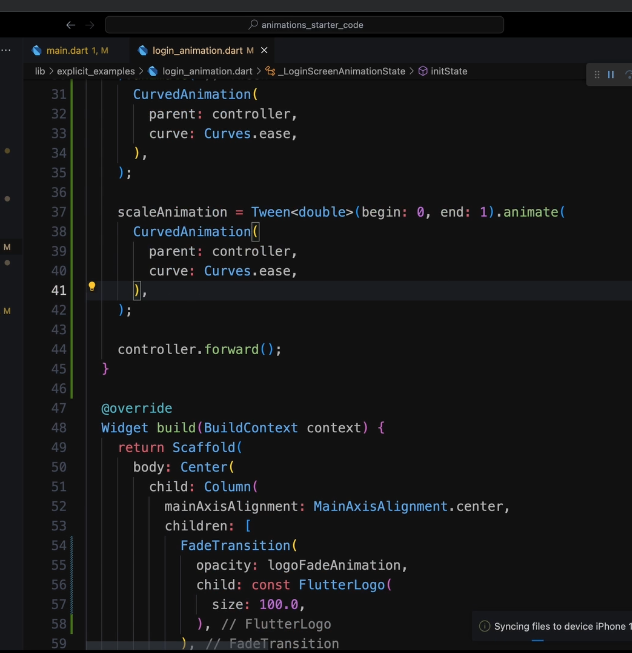 animations_starter_code
main.dart 1, M
login_animation.dart M
lib > explicit_examples > login_animation.dart > _LoginScreenAnimationState > initState
31 CurvedAnimation(
32 parent: controller,
33 curve: Curves.ease,
34 ),
35 );
36
37 scaleAnimation = Tween<double>(begin: 0, end: 1).animate(
38 CurvedAnimation(
39 parent: controller,
40 curve: Curves.ease,
41 ),
42 );
43
44 controller.forward();
45 }
46
47 @override
48 Widget build(BuildContext context) {
49 return Scaffold(
50 body: Center(
51 child: Column(
52 mainAxisAlignment: MainAxisAlignment.center,
53 children: [
54 FadeTransition(
55 opacity: logoFadeAnimation,
56 child: const FlutterLogo(
57 size: 100.0,
58 ), // FlutterLogo
59 ), // FadeTransition
M
M
Syncing files to device iPhone 1